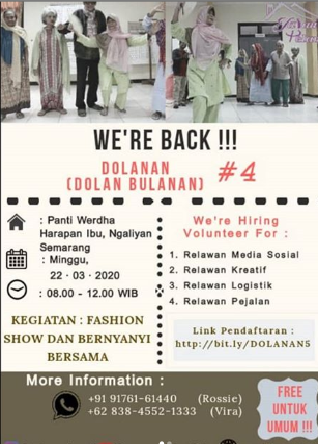 WE'RE BACK !!!
DOLANAN
(DOLAN BULANAN)
#4
: Panti Werdha
Harapan Ibu, Ngaliyan
Semarang
: Minggu,
22 · 03 · 2020
: 08.00 - 12.00 WIB
KEGIATAN : FASHION
SHOW DAN BERNYANYI
BERSAMA
We're Hiring
Volunteer For :
1. Relawan Media Sosial
2. Relawan Kreatif
3. Relawan Logistik
4. Relawan Pejalan
Link Pendaftaran :
http://bit.ly/DOLANAN5
More Information :
+91 91761-61440 (Rossie)
+62 838-4552-1333 (Vira)
FREE
UNTUK
UMUM !!!